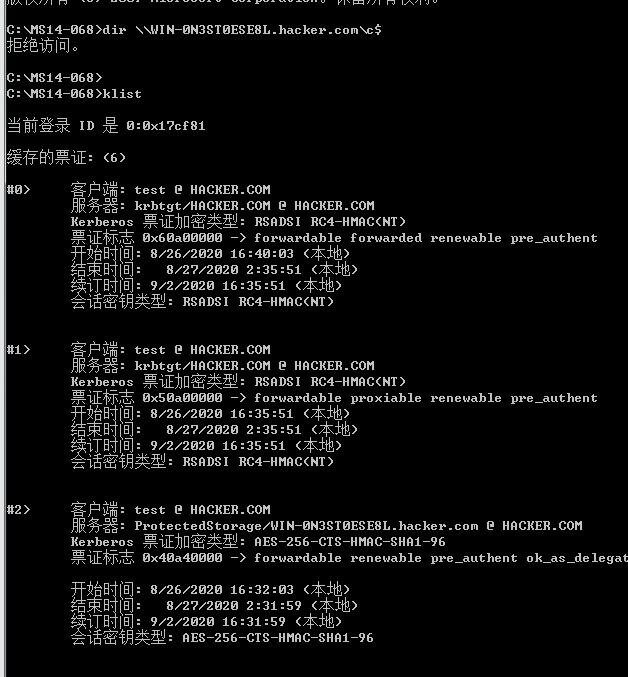 C:\MS14-068>dir \\WIN-0N3ST0ESE8L.hacker.com\c$
拒绝访问。
C:\MS14-068>
C:\MS14-068>klist
当前登录 ID 是 0:0x17cf81
缓存的票证: (6)
#0> 客户端: test @ HACKER.COM
服务器: krbtgt/HACKER.COM @ HACKER.COM
Kerberos 票证加密类型: RSADSI RC4-HMAC(NT)
票证标志 0x60a00000 -> forwardable forwarded renewable pre_authent
开始时间: 8/26/2020 16:40:03 (本地)
结束时间: 8/27/2020 2:35:51 (本地)
续订时间: 9/2/2020 16:35:51 (本地)
会话密钥类型: RSADSI RC4-HMAC(NT)
#1> 客户端: test @ HACKER.COM
服务器: krbtgt/HACKER.COM @ HACKER.COM
Kerberos 票证加密类型: RSADSI RC4-HMAC(NT)
票证标志 0x50a00000 -> forwardable proxiable renewable pre_authent
开始时间: 8/26/2020 16:35:51 (本地)
结束时间: 8/27/2020 2:35:51 (本地)
续订时间: 9/2/2020 16:35:51 (本地)
会话密钥类型: RSADSI RC4-HMAC(NT)
#2> 客户端: test @ HACKER.COM
服务器: ProtectedStorage/WIN-0N3ST0ESE8L.hacker.com @ HACKER.COM
Kerberos 票证加密类型: AES-256-CTS-HMAC-SHA1-96
票证标志 0x40a40000 -> forwardable renewable pre_authent ok_as_delegat
开始时间: 8/26/2020 16:32:03 (本地)
结束时间: 8/27/2020 2:31:59 (本地)
续订时间: 9/2/2020 16:31:59 (本地)
会话密钥类型: AES-256-CTS-HMAC-SHA1-96